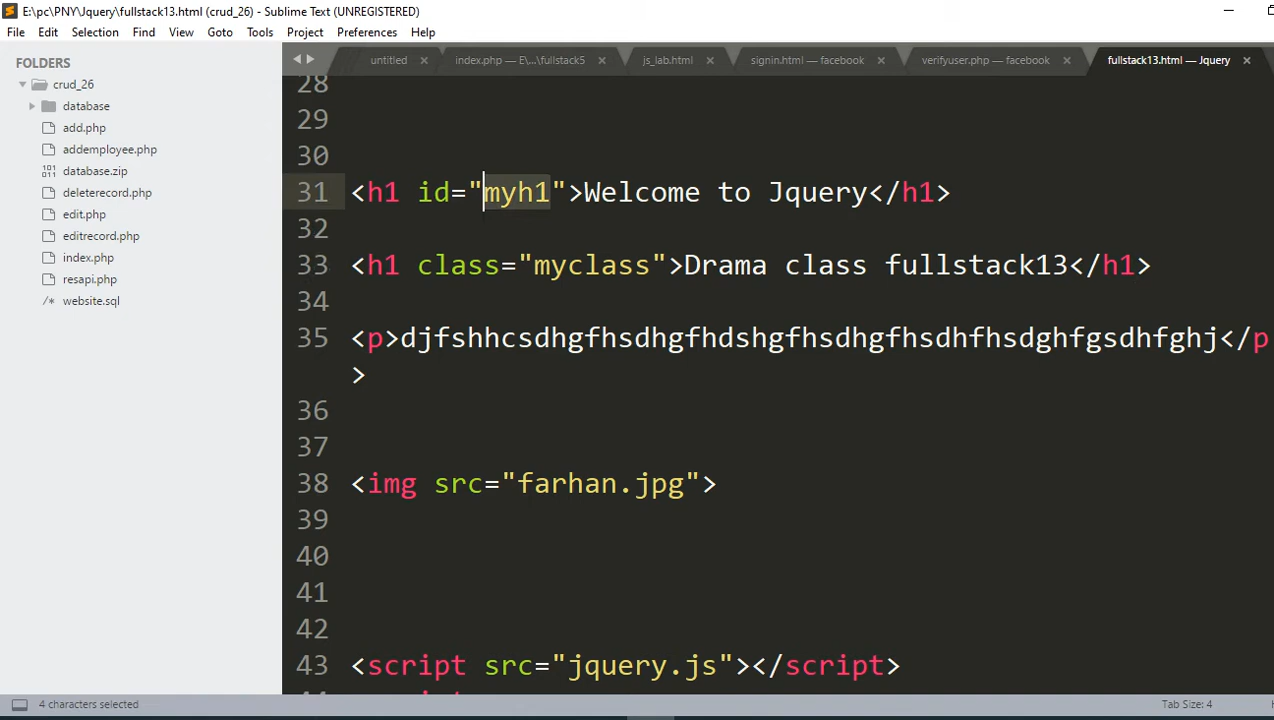 E:\pc\PNY\Jquery\fullstack13.html (crud_26) - Sublime Text (UNREGISTERED)
File Edit Selection Find View Goto Tools Project Preferences Help
FOLDERS
crud_26
database
add.php
addemployee.php
database.zip
deleterecord.php
edit.php
editrecord.php
index.php
resapi.php
website.sql
untitled
index.php — E\...\fullstack5
js_lab.html
signin.html — facebook
verifyuser.php — facebook
fullstack13.html — Jquery
28
29
30
31 <h1 id="myh1">Welcome to Jquery</h1>
32
33 <h1 class="myclass">Drama class fullstack13</h1>
34
35 <p>djfshhcsdhgfhsdhgfhdshgfhsdhgfhsdhfhsdghfgsdhfghj</p
>
36
37
38 <img src="farhan.jpg">
39
40
41
42
43 <script src="jquery.js"></script>
4 characters selected
Tab Size: 4